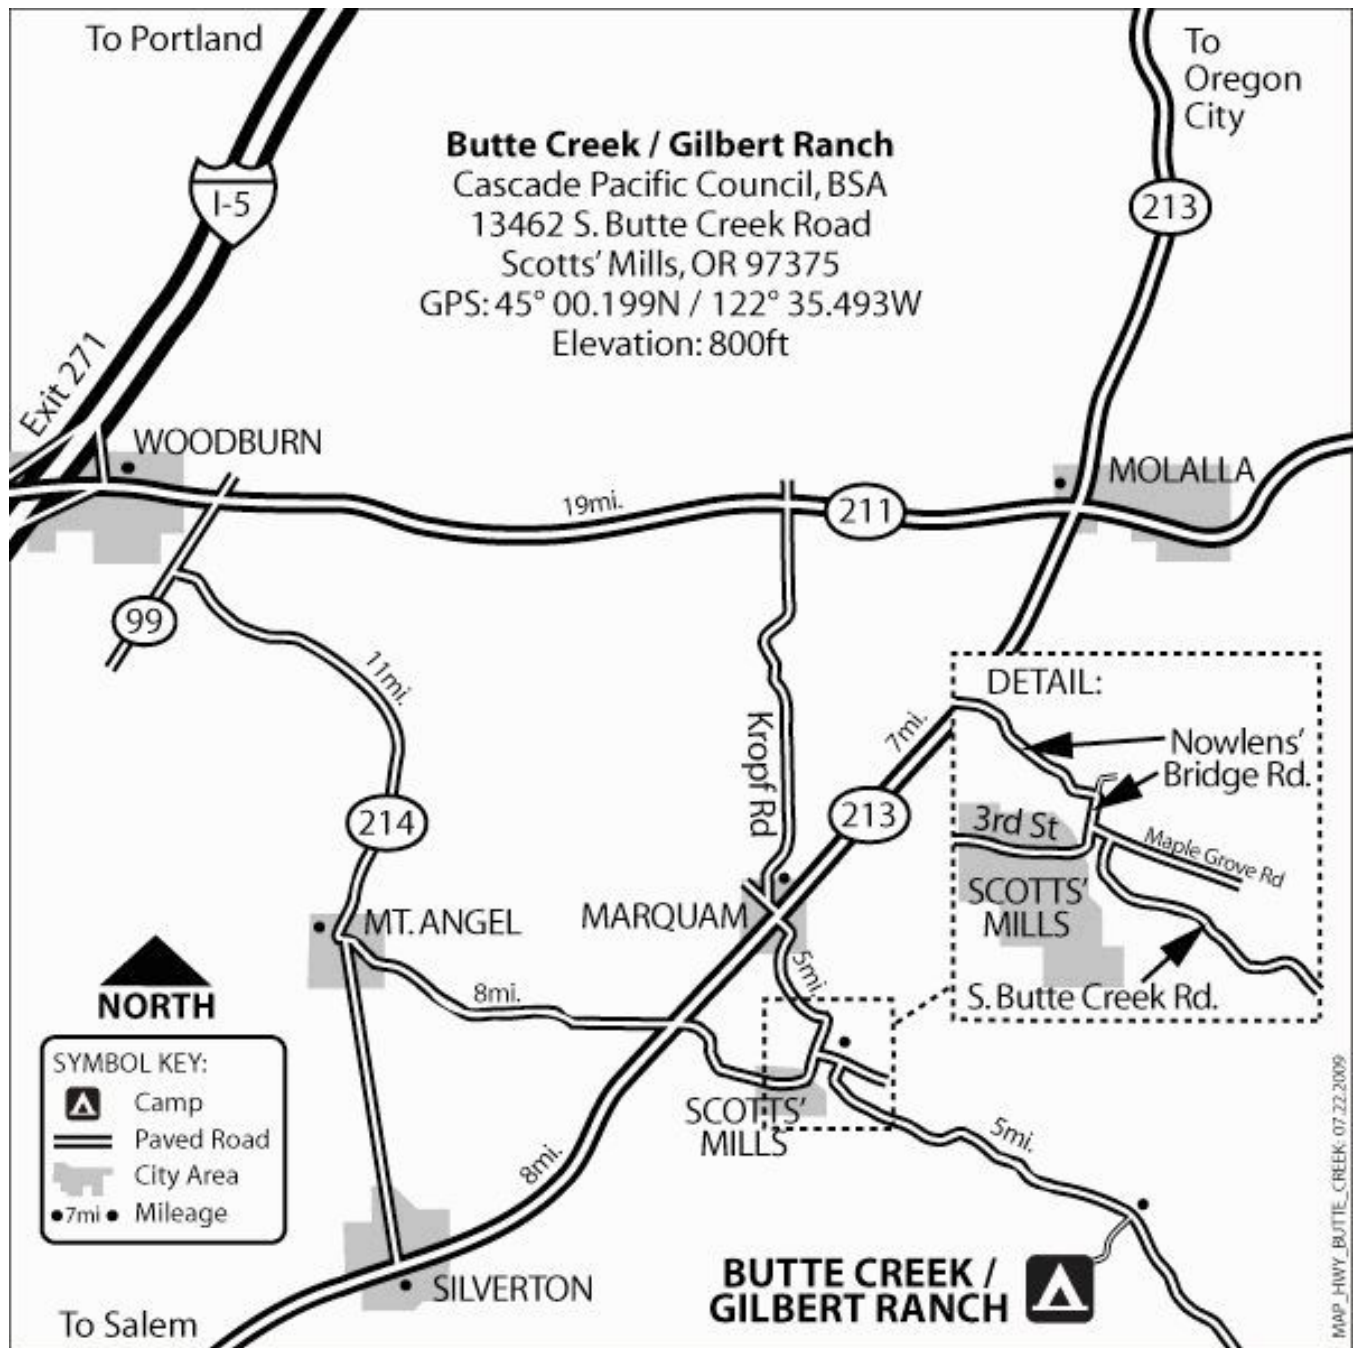 To Portland
To
Oregon
City
Butte Creek / Gilbert Ranch
Cascade Pacific Council, BSA
13462 S. Butte Creek Road
Scotts' Mills, OR 97375
GPS: 45° 00.199N / 122° 35.493W
Elevation: 800ft
I-5
213
Exit 271
WOODBURN
MOLALLA
19mi.
211
99
11mi.
DETAIL:
Nowlens'
Bridge Rd.
3rd St
Maple Grove Rd
SCOTTS'
MILLS
S. Butte Creek Rd.
Kropf Rd
7mi.
213
214
MT. ANGEL
MARQUAM
5mi.
8mi.
NORTH
SYMBOL KEY:
Camp
Paved Road
City Area
7mi Mileage
SCOTTS'
MILLS
5mi.
8mi.
SILVERTON
BUTTE CREEK /
GILBERT RANCH
To Salem
MAP_HWY_BUTTE_CREEK: 07.22.2009